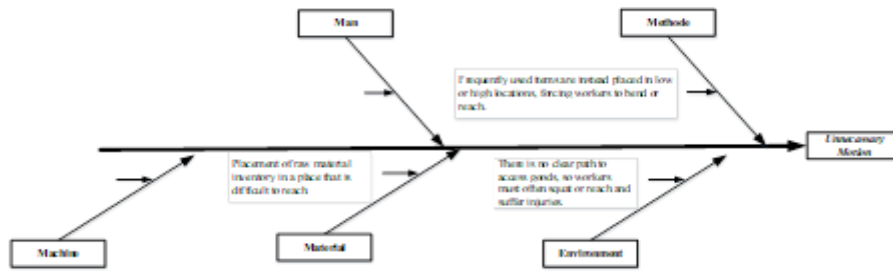 Man
Methode
Frequently used items are instead placed in low
or high locations, forcing workers to bend or
reach.
Unnecassary
Motion
Placement of raw material
inventory in a place that is
difficult to reach
There is no clear path to
access goods, so workers
must often squat or reach and
suffer injuries.
Machine
Material
Environment